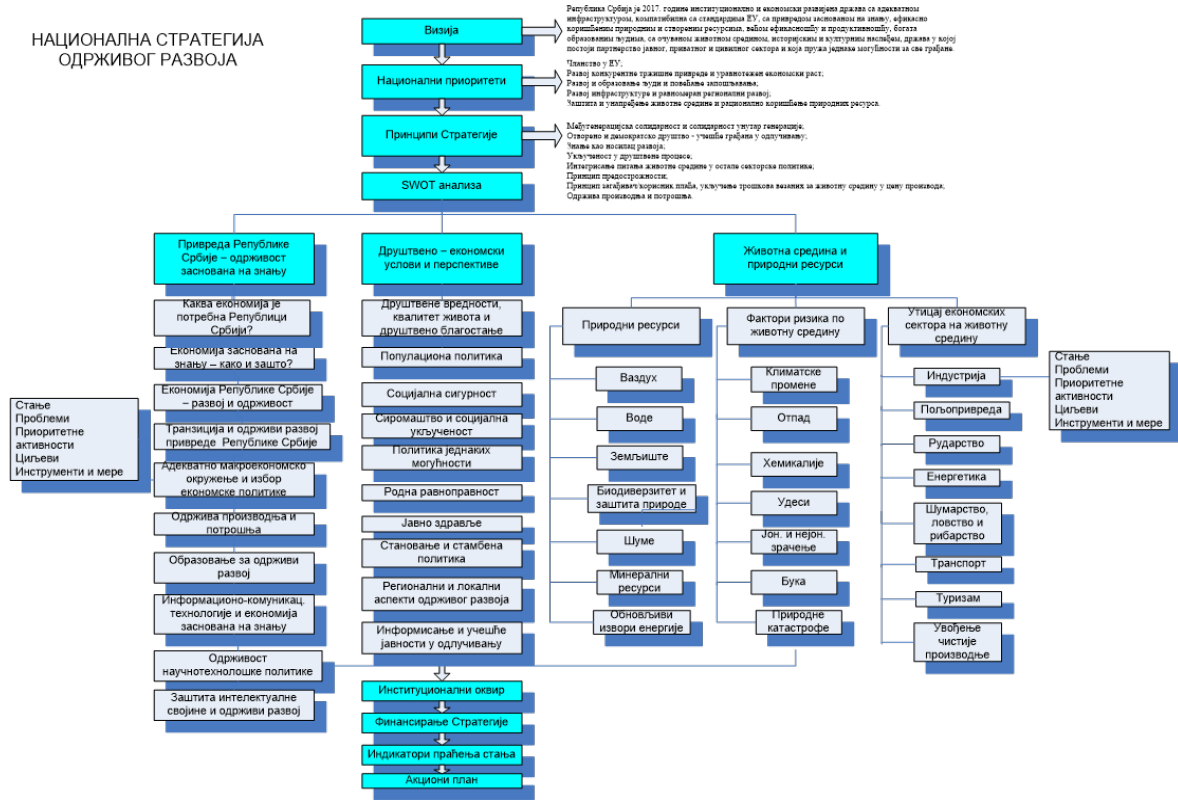 НАЦИОНАЛНА СТРАТЕГИЈА
ОДРЖИВОГ РАЗВОЈА
Визија
Република Србија је 2017. године институционално и економски развијена држава са адекватном
инфраструктуром, компатибилна са стандардима ЕУ, са привредом заснованом на знању, ефикасно
коришћеним природним и створеним ресурсима, већом ефикасношћу и продуктивношћу, богата
образованим људима, са очуваном животном средином, историјским и културним наслеђем, држава у којој
постоји партнерство јавног, приватног и цивилног сектора и која пружа једнаке могућности за све грађане.
Национални приоритети
Чланство у ЕУ;
Развој конкурентне тржишне привреде и уравнотежен економски раст;
Развој и образовање људи и повећање запошљавања;
Развој инфраструктуре и равномеран регионални развој;
Заштита и унапређење животне средине и рационално коришћење природних ресурса.
Принципи Стратегије
Међугенерацијска солидарност и солидарност унутар генерације;
Отворено и демократско друштво - учешће грађана у одлучивању;
Знање као носилац развоја;
Укљученост у друштвене процесе;
Интегрисање питања животне средине у остале секторске политике;
Принцип предострожности;
Принцип загађивач/корисник плаћа, укључење трошкова везаних за животну средину у цену производа;
Одржива производња и потрошња.
SWOT анализа
Привреда Републике
Србије – одрживост
заснована на знању
Каква економија је
потребна Републици
Србији?
Економија заснована на
знању – како и зашто?
Економија Републике Србије
– развој и одрживост
Транзиција и одрживи развој
привреде Републике Србије
Адекватно макроекономско
окружење и избор
економске политике
Одржива производња и
потрошња
Образовање за одрживи
развој
Информационо-комуникац.
технологије и економија
заснована на знању
Одрживост
научнотехнолошке политике
Заштита интелектуалне
својине и одрживи развој
Стање
Проблеми
Приоритетне
активности
Циљеви
Инструменти и мере
Друштвено – економски
услови и перспективе
Друштвене вредности,
квалитет живота и
друштвено благостање
Популациона политика
Социјална сигурност
Сиромаштво и социјална
укљученост
Политика једнаких
могућности
Родна равноправност
Јавно здравље
Становање и стамбена
политика
Регионални и локални
аспекти одрживог развоја
Информисање и учешће
јавности у одлучивању
Животна средина и
природни ресурси
Природни ресурси
Ваздух
Воде
Земљиште
Биодиверзитет и
заштита природе
Шуме
Минерални
ресурси
Обновљиви
извори енергије
Фактори ризика по
животну средину
Климатске
промене
Отпад
Хемикалије
Удеси
Јон. и нејон.
зрачење
Бука
Природне
катастрофе
Утицај економских
сектора на животну
средину
Индустрија
Пољопривреда
Рударство
Енергетика
Шумарство,
ловство и
рибарство
Транспорт
Туризам
Увођење
чистије
производње
Стање
Проблеми
Приоритетне
активности
Циљеви
Инструменти и мере
Институционални оквир
Финансирање Стратегије
Индикатори праћења стања
Акциони план